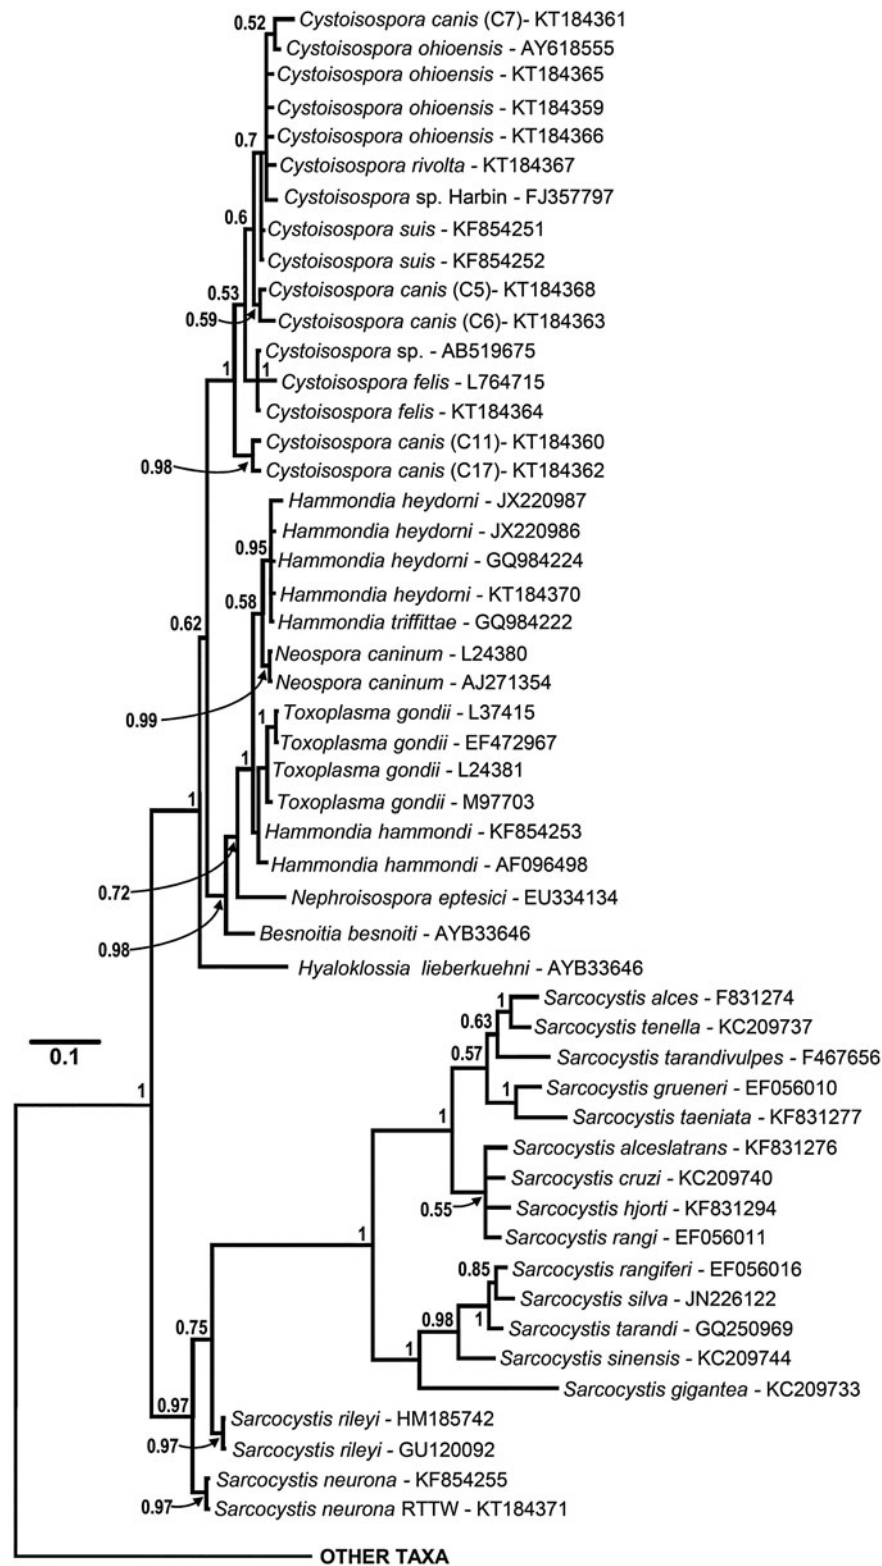 0.52
Cystoisospora canis (C7)- KT184361
Cystoisospora ohioensis - AY618555
Cystoisospora ohioensis - KT184365
Cystoisospora ohioensis - KT184359
Cystoisospora ohioensis - KT184366
0.7
Cystoisospora rivolta - KT184367
Cystoisospora sp. Harbin - FJ357797
0.6
Cystoisospora suis - KF854251
Cystoisospora suis - KF854252
0.53
Cystoisospora canis (C5)- KT184368
0.59
Cystoisospora canis (C6)- KT184363
Cystoisospora sp. - AB519675
1
1
Cystoisospora felis - L764715
Cystoisospora felis - KT184364
Cystoisospora canis (C11)- KT184360
0.98
Cystoisospora canis (C17)- KT184362
Hammondia heydorni - JX220987
Hammondia heydorni - JX220986
0.95
Hammondia heydorni - GQ984224
Hammondia heydorni - KT184370
0.58
Hammondia triffittae - GQ984222
0.62
Neospora caninum - L24380
Neospora caninum - AJ271354
0.99
1
Toxoplasma gondii - L37415
Toxoplasma gondii - EF472967
1
Toxoplasma gondii - L24381
1
Toxoplasma gondii - M97703
Hammondia hammondi - KF854253
Hammondia hammondi - AF096498
0.72
Nephroisospora eptesici - EU334134
Besnoitia besnoiti - AYB33646
0.98
Hyaloklossia lieberkuehni - AYB33646
1
Sarcocystis alces - F831274
0.63
Sarcocystis tenella - KC209737
0.57
Sarcocystis tarandivulpes - F467656
0.1
1
1
Sarcocystis grueneri - EF056010
1
Sarcocystis taeniata - KF831277
Sarcocystis alceslatrans - KF831276
Sarcocystis cruzi - KC209740
0.55
Sarcocystis hjorti - KF831294
1
Sarcocystis rangi - EF056011
0.85
Sarcocystis rangiferi - EF056016
Sarcocystis silva - JN226122
0.75
0.98
1
Sarcocystis tarandi - GQ250969
1
Sarcocystis sinensis - KC209744
Sarcocystis gigantea - KC209733
0.97
Sarcocystis rileyi - HM185742
0.97
Sarcocystis rileyi - GU120092
Sarcocystis neurona - KF854255
0.97
Sarcocystis neurona RTTW - KT184371
OTHER TAXA